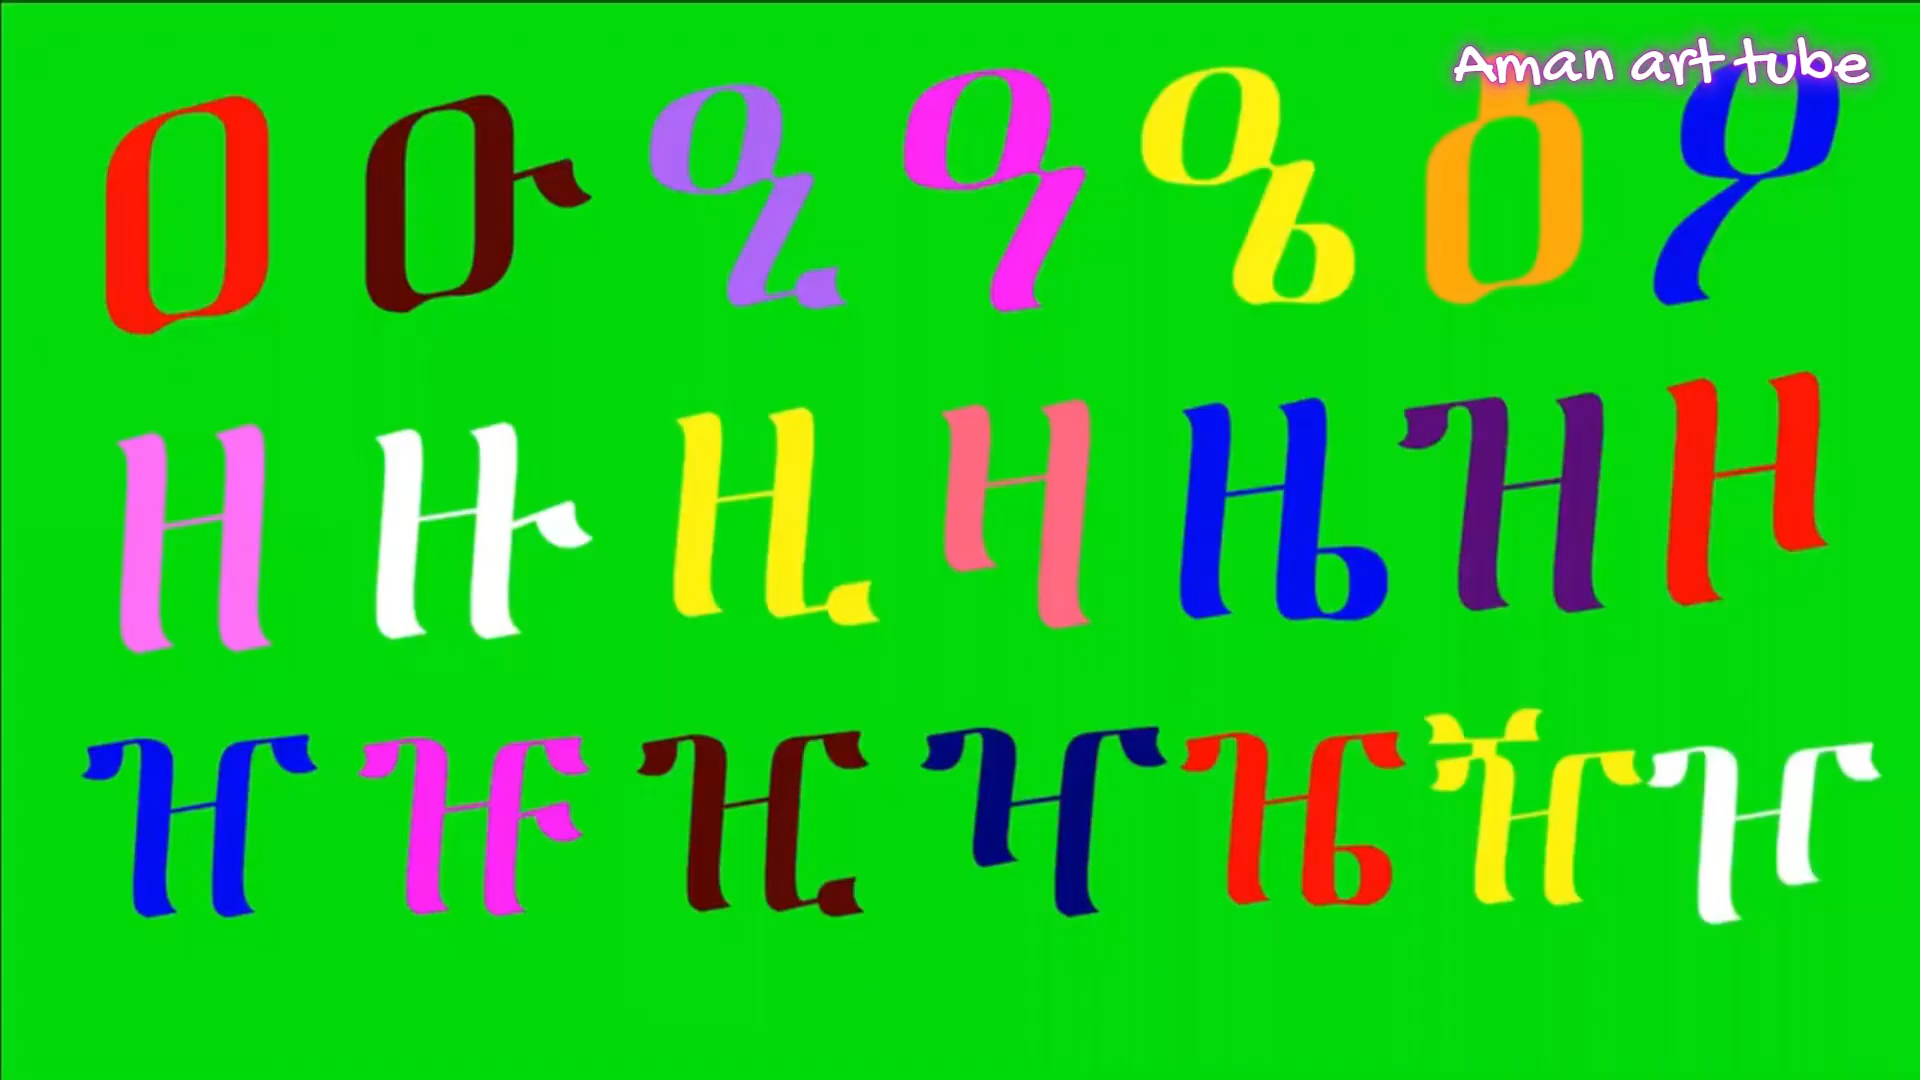 Aman art tube
ዐ ዑ ዒ ዓ ዔ ዕ ዖ
ዘ ዙ ዚ ዛ ዜ ዝ ዞ
ዠ ዡ ዢ ዣ ዤ ዥ ዦ